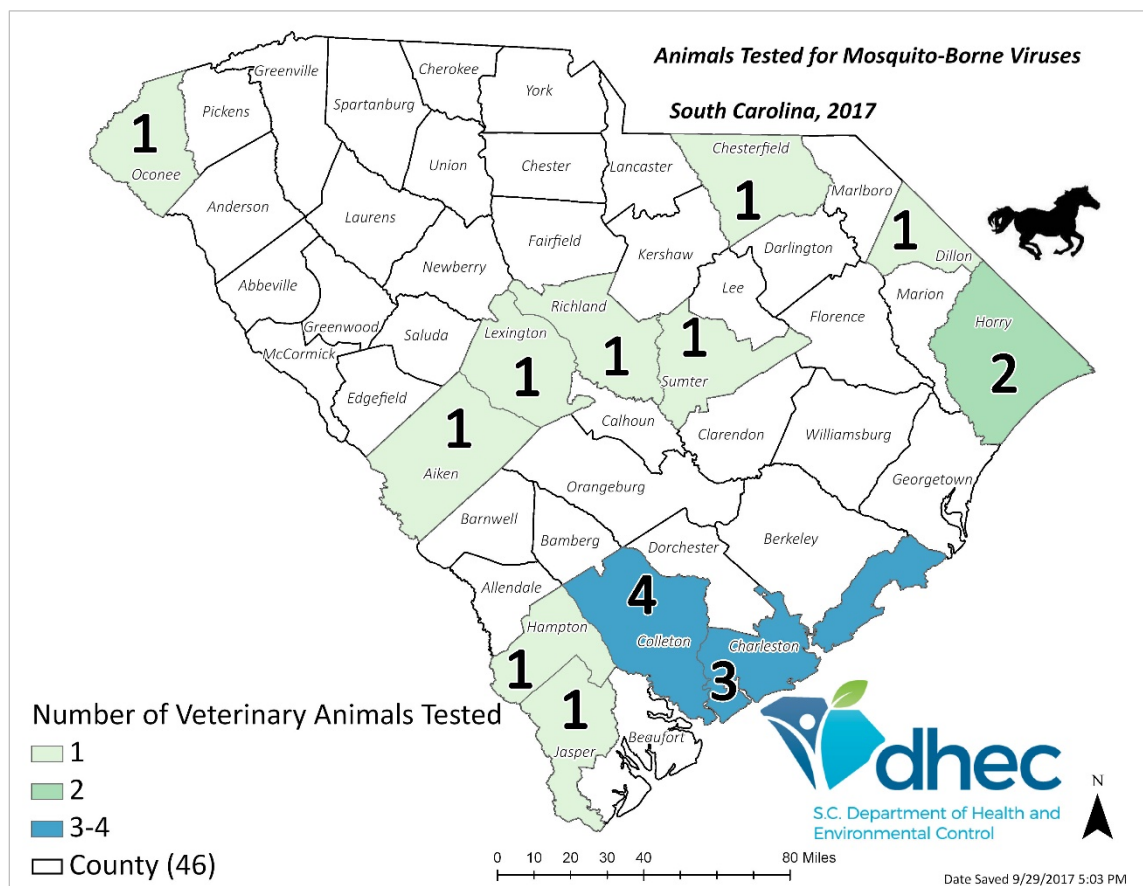 Animals Tested for Mosquito-Borne Viruses
South Carolina, 2017
Greenville
Cherokee
York
Pickens
Spartanburg
1
Oconee
Union
Chester
Lancaster
Chesterfield
1
Marlboro
Anderson
Laurens
Fairfield
Kershaw
Darlington
1
Dillon
Newberry
Lee
Abbeville
Richland
Marion
Greenwood
Saluda
Lexington
Florence
Horry
McCormick
1
1
1
Sumter
2
Edgefield
Calhoun
Clarendon
Williamsburg
1
Aiken
Orangeburg
Georgetown
Barnwell
Bamberg
Dorchester
Berkeley
Allendale
4
Hampton
Colleton
Charleston
1
3
1
Jasper
Beaufort
Number of Veterinary Animals Tested
1
2
3-4
County (46)
dhec
S.C. Department of Health and
Environmental Control
N
0 10 20 40 80 Miles
Date Saved 9/29/2017 5:03 PM